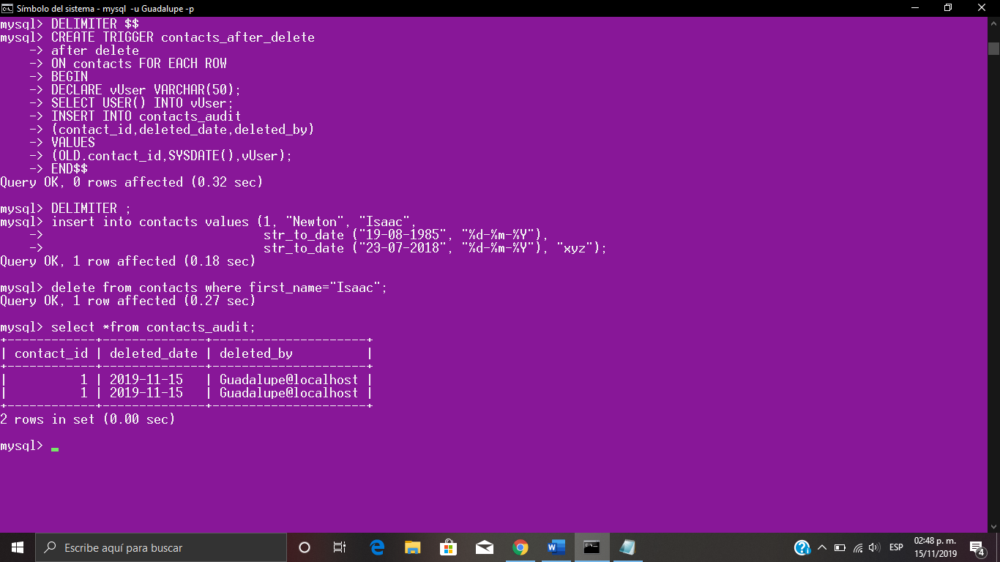 Símbolo del sistema - mysql  -u Guadalupe -p
mysql> DELIMITER $$
mysql> CREATE TRIGGER contacts_after_delete
    -> after delete
    -> ON contacts FOR EACH ROW
    -> BEGIN
    -> DECLARE vUser VARCHAR(50);
    -> SELECT USER() INTO vUser;
    -> INSERT INTO contacts_audit
    -> (contact_id,deleted_date,deleted_by)
    -> VALUES
    -> (OLD.contact_id,SYSDATE(),vUser);
    -> END$$
Query OK, 0 rows affected (0.32 sec)
mysql> DELIMITER ;
mysql> insert into contacts values (1, "Newton", "Isaac",
    ->                              str_to_date ("19-08-1985", "%d-%m-%Y"),
    ->                              str_to_date ("23-07-2018", "%d-%m-%Y"), "xyz");
Query OK, 1 row affected (0.18 sec)
mysql> delete from contacts where first_name="Isaac";
Query OK, 1 row affected (0.27 sec)
mysql> select *from contacts_audit;
+------------+--------------+---------------------+
| contact_id | deleted_date | deleted_by          |
+------------+--------------+---------------------+
|          1 | 2019-11-15   | Guadalupe@localhost |
|          1 | 2019-11-15   | Guadalupe@localhost |
+------------+--------------+---------------------+
2 rows in set (0.00 sec)
mysql>
Escribe aquí para buscar
ESP
02:48 p. m.
15/11/2019
4